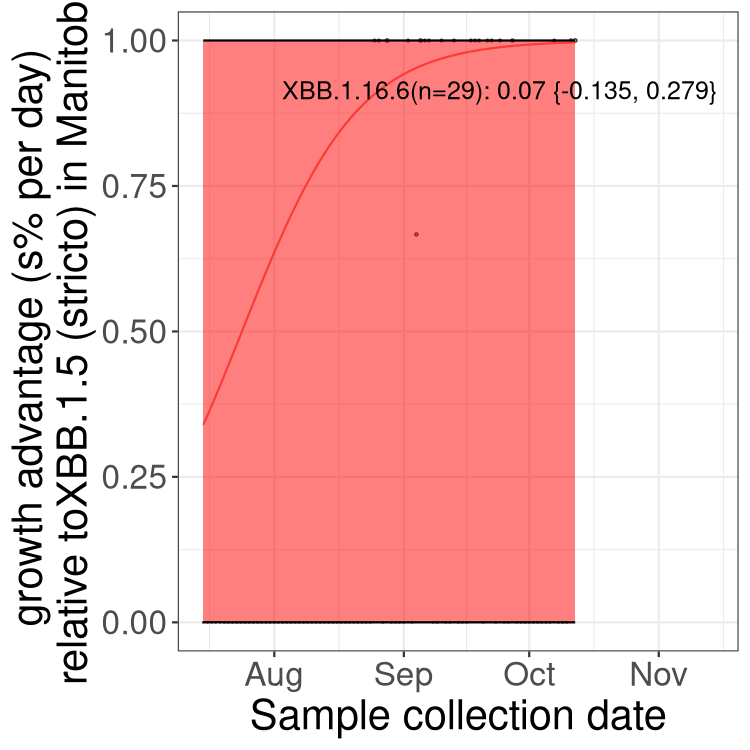 growth advantage (s% per day)
relative toXBB.1.5 (stricto) in Manitob
1.00
0.75
0.50
0.25
0.00
XBB.1.16.6(n=29): 0.07 {-0.135, 0.279}
Aug Sep Oct Nov
Sample collection date